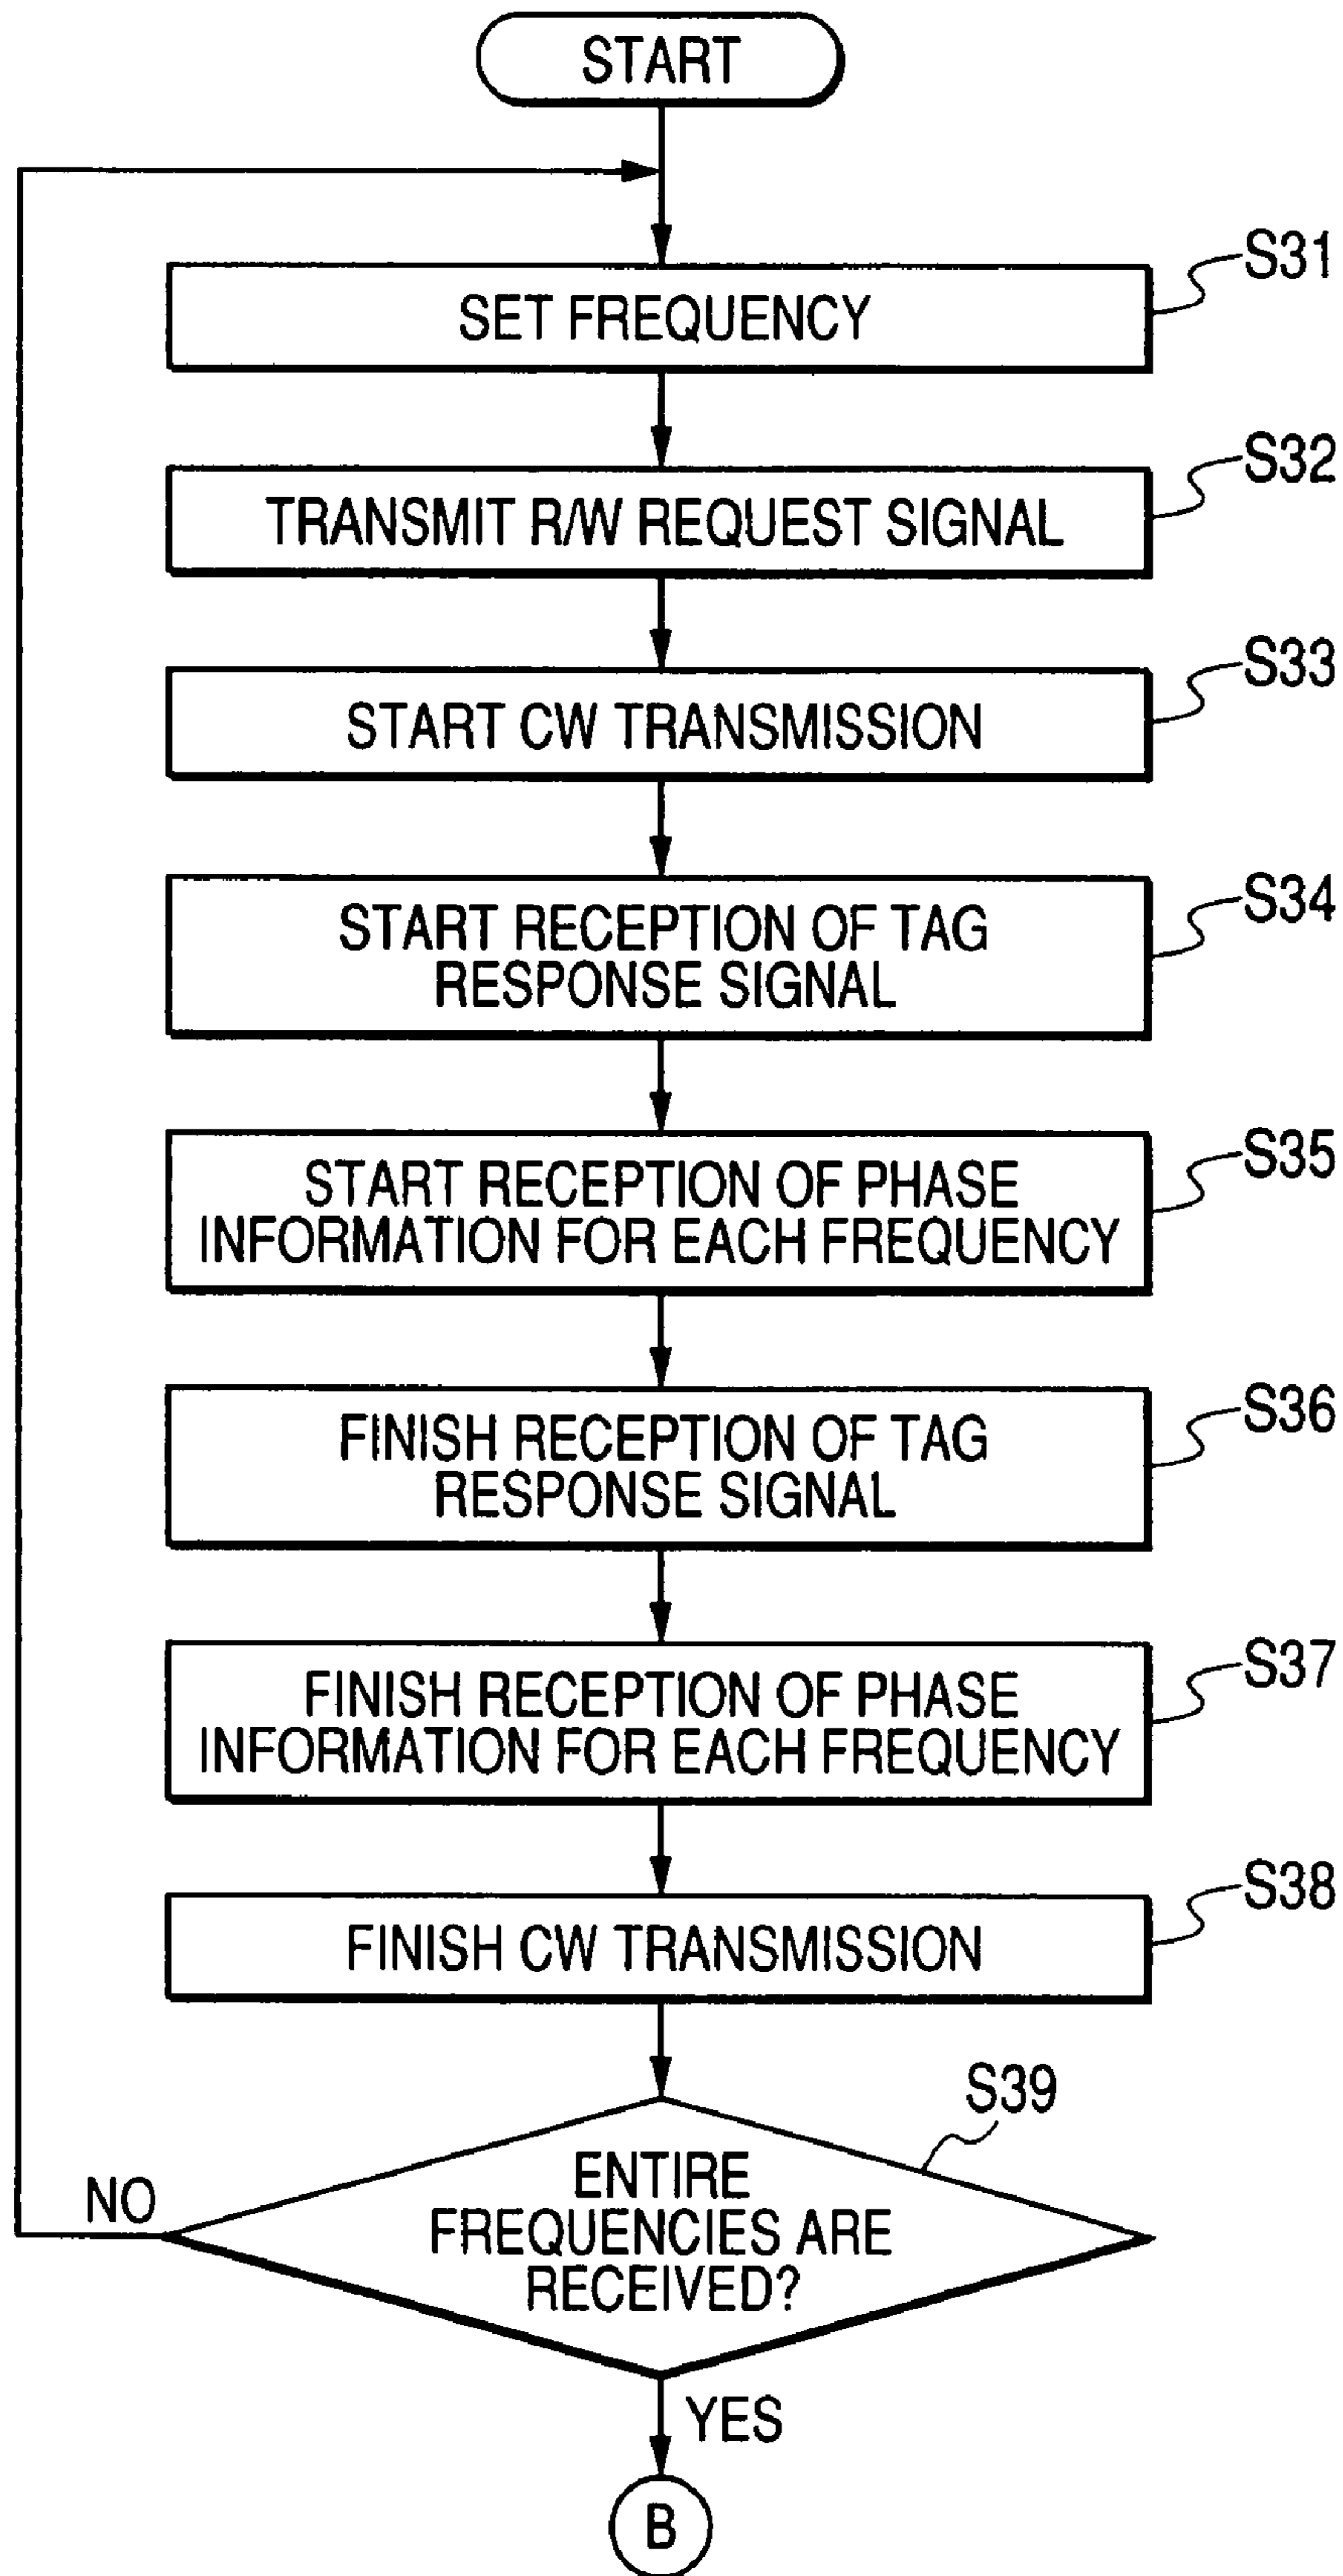 START
S31
SET FREQUENCY
S32
TRANSMIT R/W REQUEST SIGNAL
S33
START CW TRANSMISSION
S34
START RECEPTION OF TAG
RESPONSE SIGNAL
S35
START RECEPTION OF PHASE
INFORMATION FOR EACH FREQUENCY
S36
FINISH RECEPTION OF TAG
RESPONSE SIGNAL
S37
FINISH RECEPTION OF PHASE
INFORMATION FOR EACH FREQUENCY
S38
FINISH CW TRANSMISSION
S39
ENTIRE
FREQUENCIES ARE
RECEIVED?
NO
YES
B